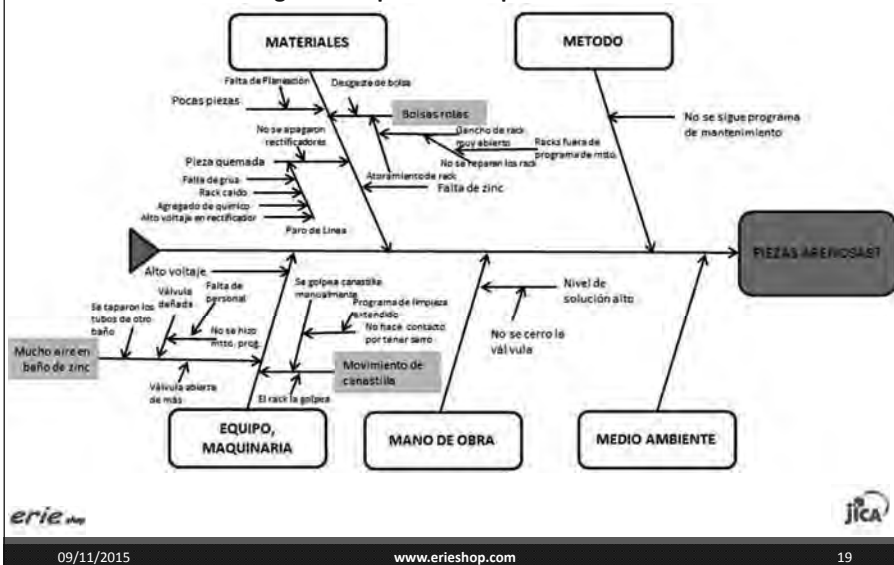 MATERIALES
METODO
Falta de Planeación
Desgaste de bolsa
Pocas piezas
Bolsas rotas
No se sigue programa
de mantenimiento
No se apagaron
rectificadores
Gancho de rack
muy abierto
Racks fuera de
programa de mtto.
Pieza quemada
No se reparan los rack
Atoramiento de rack
Falta de grua
Falta de zinc
Rack caido
Agregado de quimico
Alto voltaje en rectificador
Paro de Linea
PIEZAS ARENOSAS?
Alto voltaje
Se golpea canastilla
manualmente
Nivel de
solución alto
Válvula
dañada
Falta de
personal
Se taparon los
tubos de otro
baño
Programa de limpieza
extendido
No hace contacto
por tener sarro
No se hizo
mtto. prog.
No se cerro la
válvula
Mucho aire en
baño de zinc
Movimiento de
canastilla
Válvula abierta
de más
El rack la golpea
EQUIPO,
MAQUINARIA
MANO DE OBRA
MEDIO AMBIENTE
erie shop
jica
09/11/2015
www.erieshop.com
19